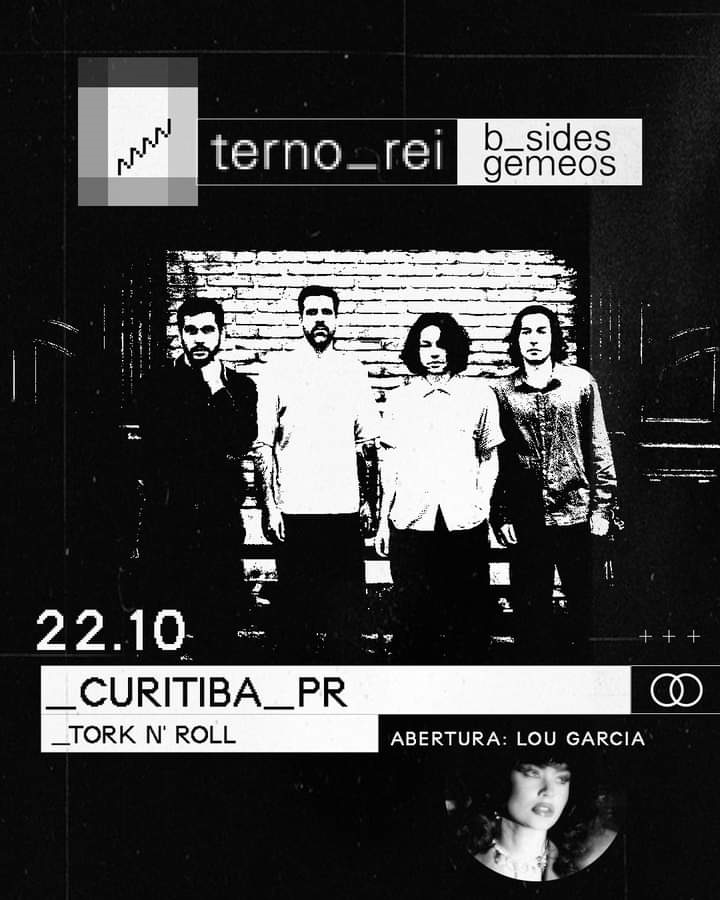 terno_rei
b_sides
gemeos
22.10
_CURITIBA_PR
_TORK N' ROLL
ABERTURA: LOU GARCIA